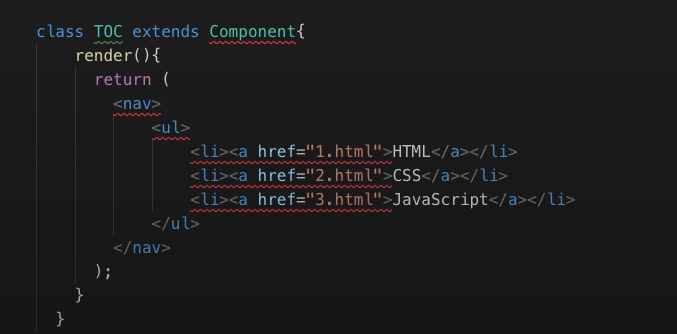 class TOC extends Component{
render(){
return (
<nav>
<ul>
<li><a href="1.html">HTML</a></li>
<li><a href="2.html">CSS</a></li>
<li><a href="3.html">JavaScript</a></li>
</ul>
</nav>
);
}
}